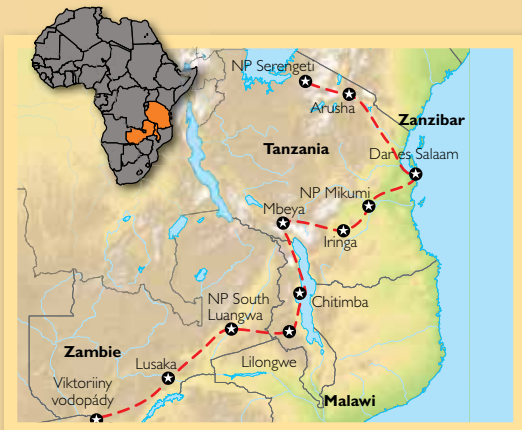 NP Serengeti
Arusha
Zanzibar
Tanzania
Dar es Salaam
NP Mikumi
Mbeya
Iringa
NP South
Luangwa
Chitimba
Zambie
Lusaka
Lilongwe
Viktoriiny
vodopády
Malawi